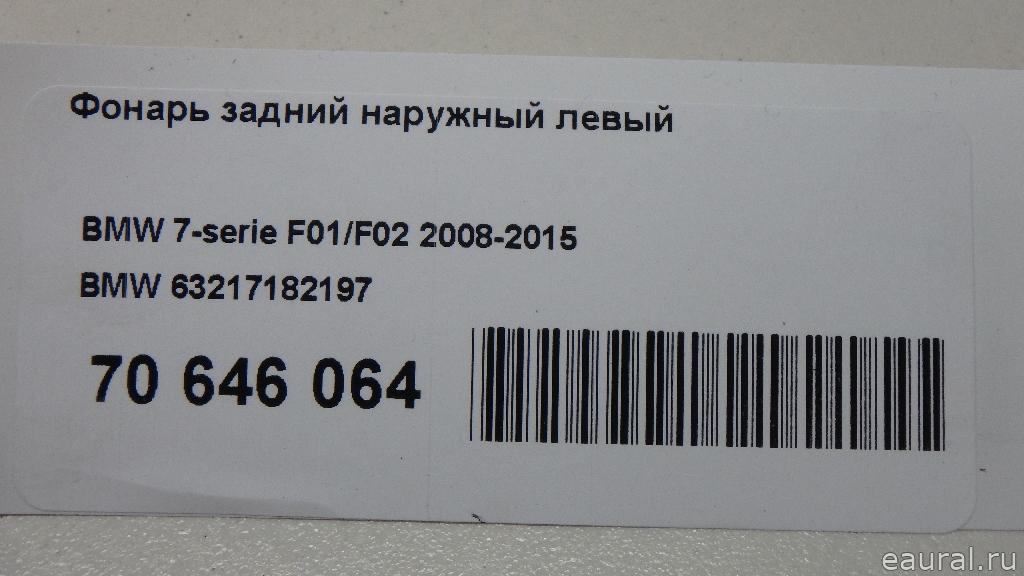 Фонарь задний наружный левый
BMW 7-serie F01/F02 2008-2015
BMW 63217182197
70 646 064
eaural.ru